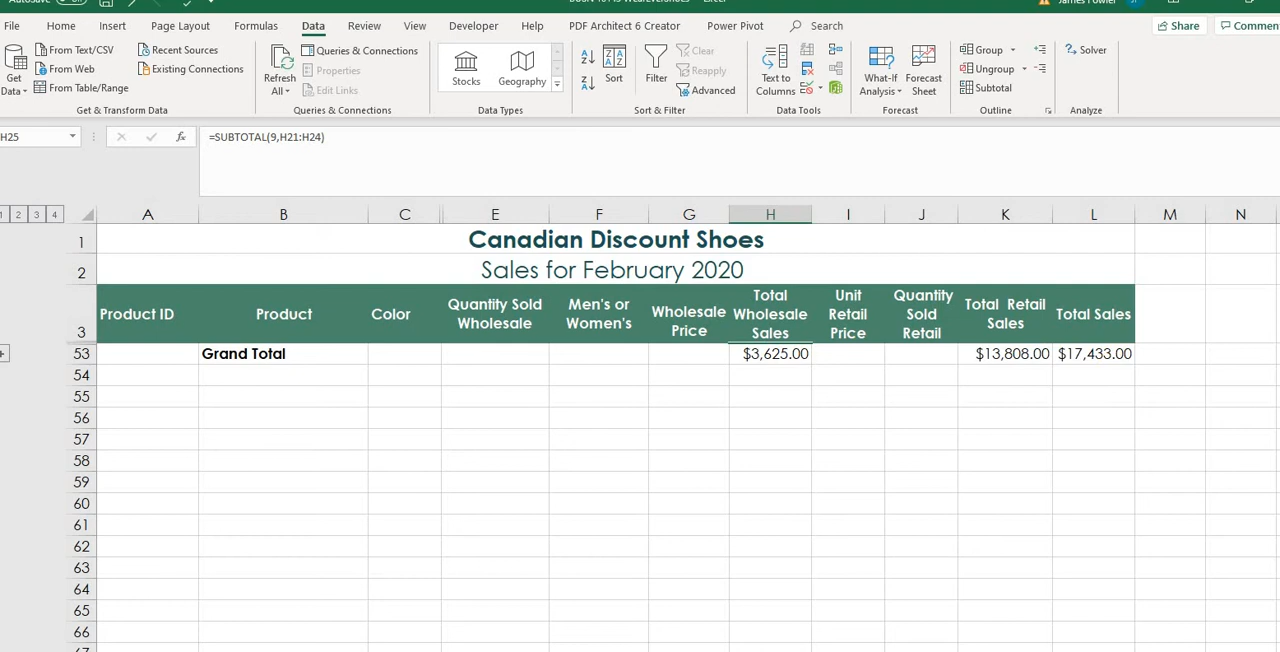 File Home Insert Page Layout Formulas Data Review View Developer Help PDF Architect 6 Creator Power Pivot Search Share
From Text/CSV Recent Sources Queries & Connections Group Solver
From Web Existing Connections Properties Clear Reapply Ungroup
From Table/Range Edit Links Advanced Subtotal
Get Data Refresh All Stocks Geography Sort Filter Text to Columns What-If Analysis Forecast Sheet
Get & Transform Data Queries & Connections Data Types Sort & Filter Data Tools Forecast Outline Analyze
H25 fx =SUBTOTAL(9,H21:H24)
1 2 3 4 A B C E F G H I J K L M N
1 Canadian Discount Shoes
2 Sales for February 2020
3 Product ID Product Color Quantity Sold Wholesale Men's or Women's Wholesale Price Total Wholesale Sales Unit Retail Price Quantity Sold Retail Total Retail Sales Total Sales
53 Grand Total $3,625.00 $13,808.00 $17,433.00
54
55
56
57
58
59
60
61
62
63
64
65
66